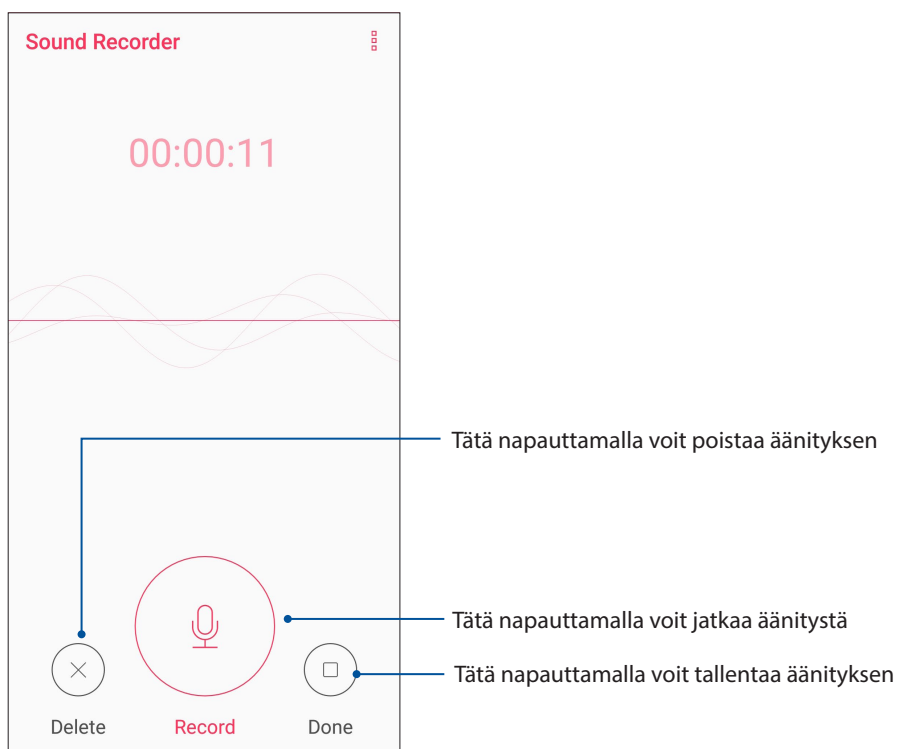 Sound Recorder
00:00:11
Tätä napauttamalla voit poistaa äänityksen
Tätä napauttamalla voit jatkaa äänitystä
Tätä napauttamalla voit tallentaa äänityksen
Delete
Record
Done